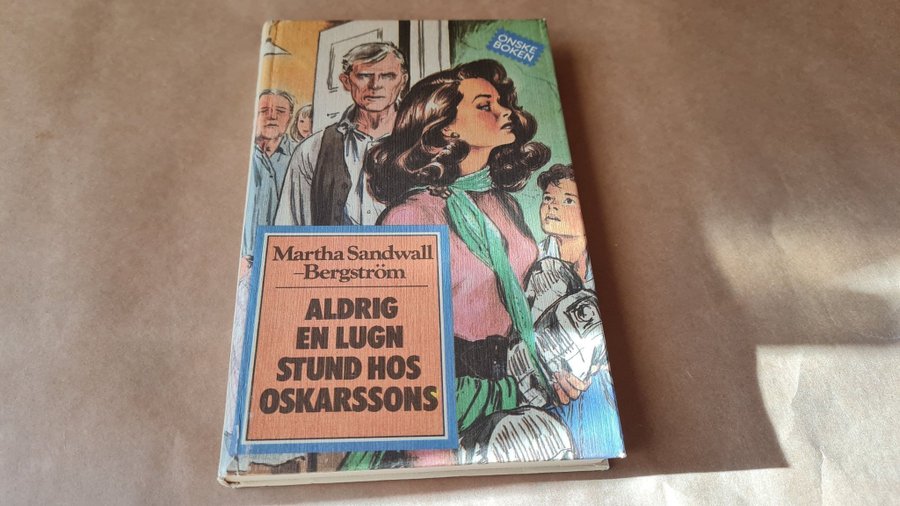 ÖNSKE
BOKEN
Martha Sandwall
–Bergström
ALDRIG
EN LUGN
STUND HOS
OSKARSSONS